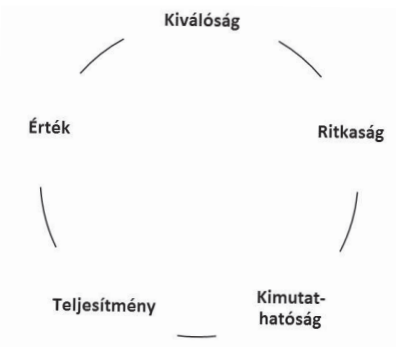 Kiválóság
Érték
Ritkaság
Teljesítmény
Kimutat-
hatóság